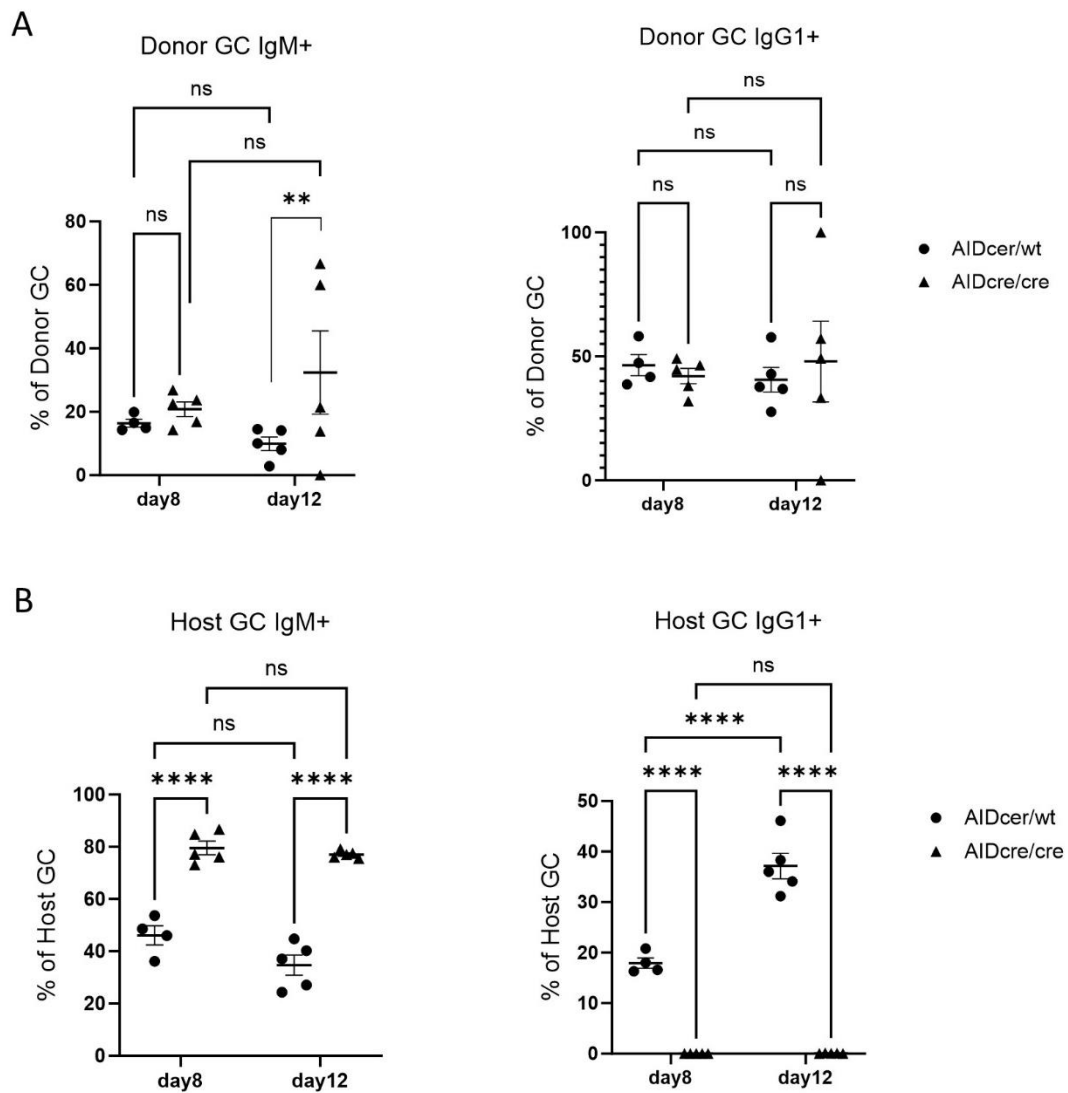 A
Donor GC IgM+
ns
ns
ns
**
80
60
40
20
0
% of Donor GC
day8
day12
Donor GC IgG1+
ns
ns
ns
ns
100
50
0
% of Donor GC
day8
day12
AIDcer/wt
AIDcre/cre
B
Host GC IgM+
ns
ns
****
****
100
80
60
40
20
0
% of Host GC
day8
day12
Host GC IgG1+
ns
****
****
****
50
40
30
20
10
0
% of Host GC
day8
day12
AIDcer/wt
AIDcre/cre